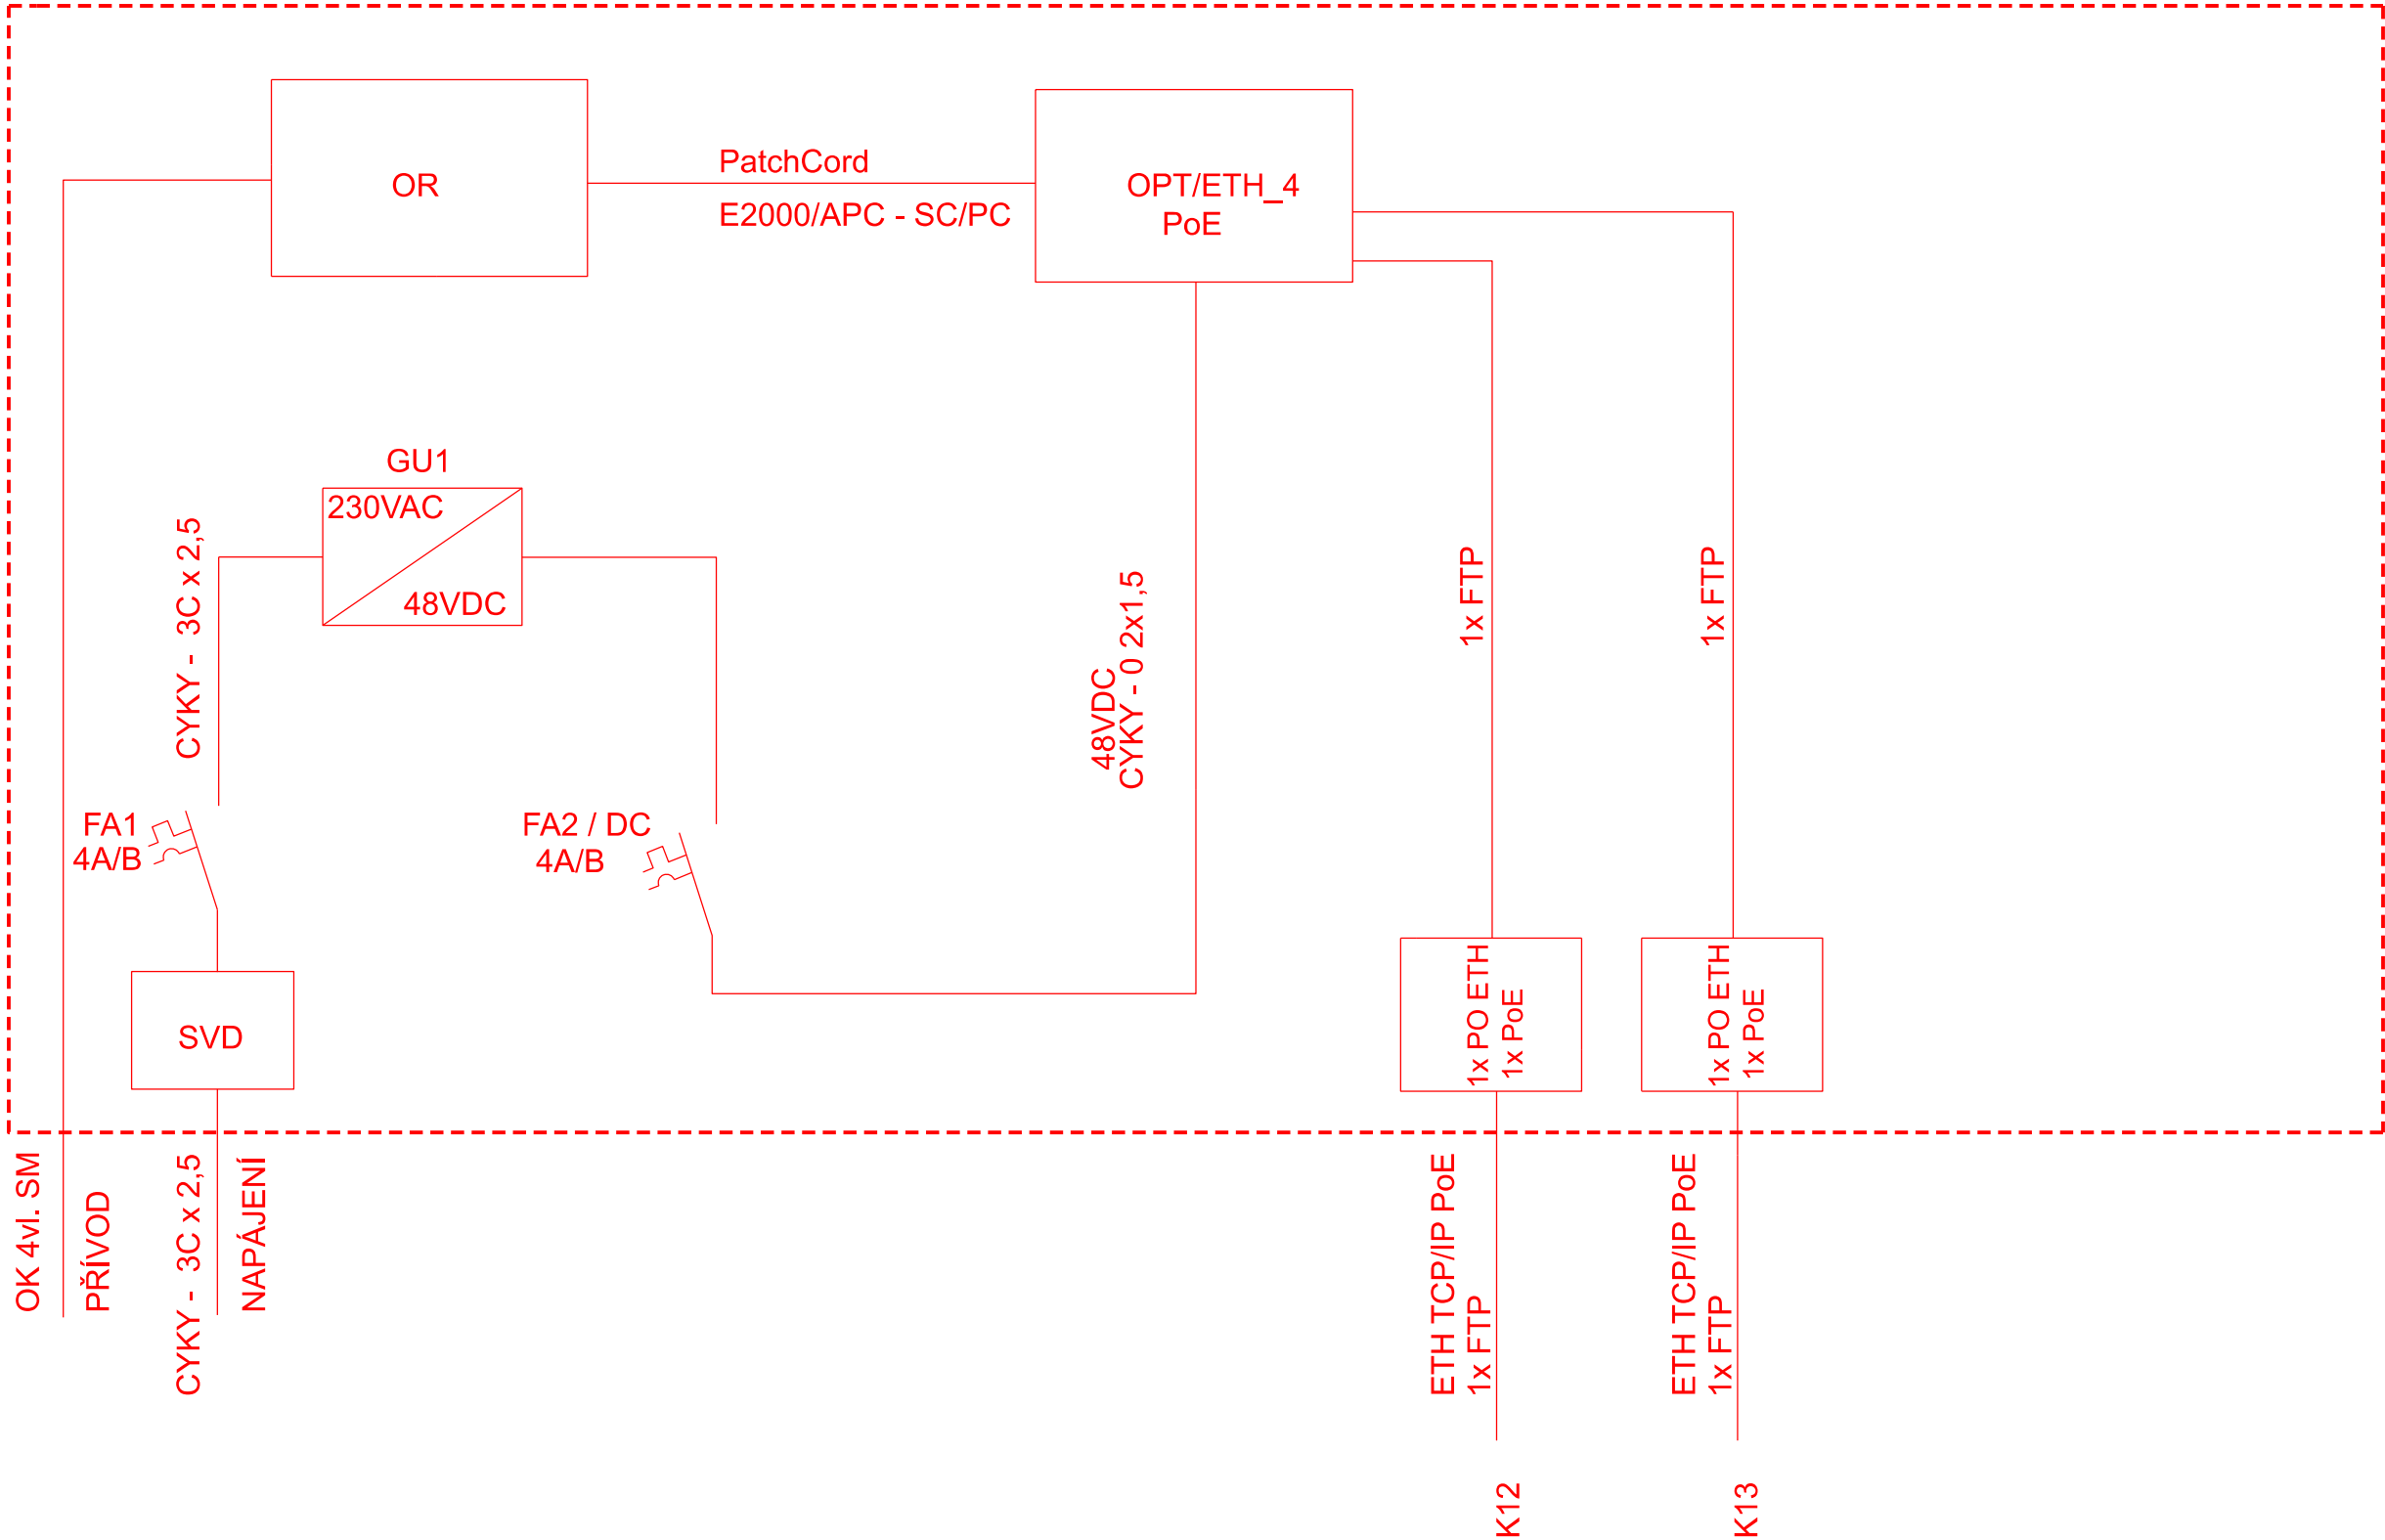 OR
PatchCord
E2000/APC - SC/PC
OPT/ETH_4
PoE
GU1
230VAC
48VDC
CYKY - 3C x 2,5
FA1
4A/B
FA2 / DC
4A/B
48VDC
CYKY - 0 2x1,5
1x FTP
1x FTP
SVD
1x PO ETH
1x PoE
1x PO ETH
1x PoE
OK 4vl. SM
PŘÍVOD
CYKY - 3C x 2,5
NAPÁJENÍ
ETH TCP/IP PoE
1x FTP
ETH TCP/IP PoE
1x FTP
K12
K13